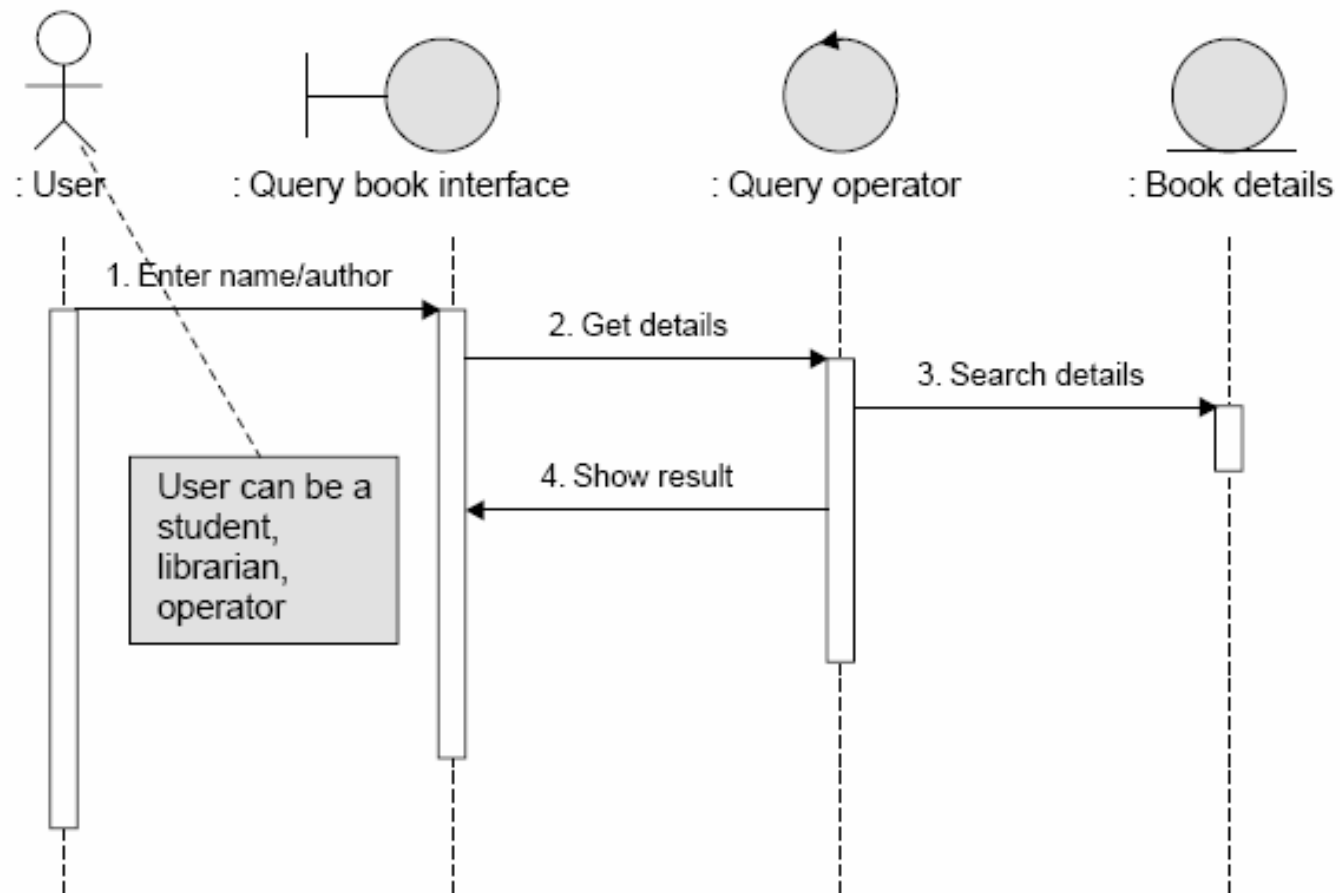 : User
: Query book interface
: Query operator
: Book details
1. Enter name/author
2. Get details
3. Search details
4. Show result
User can be a
student,
librarian,
operator